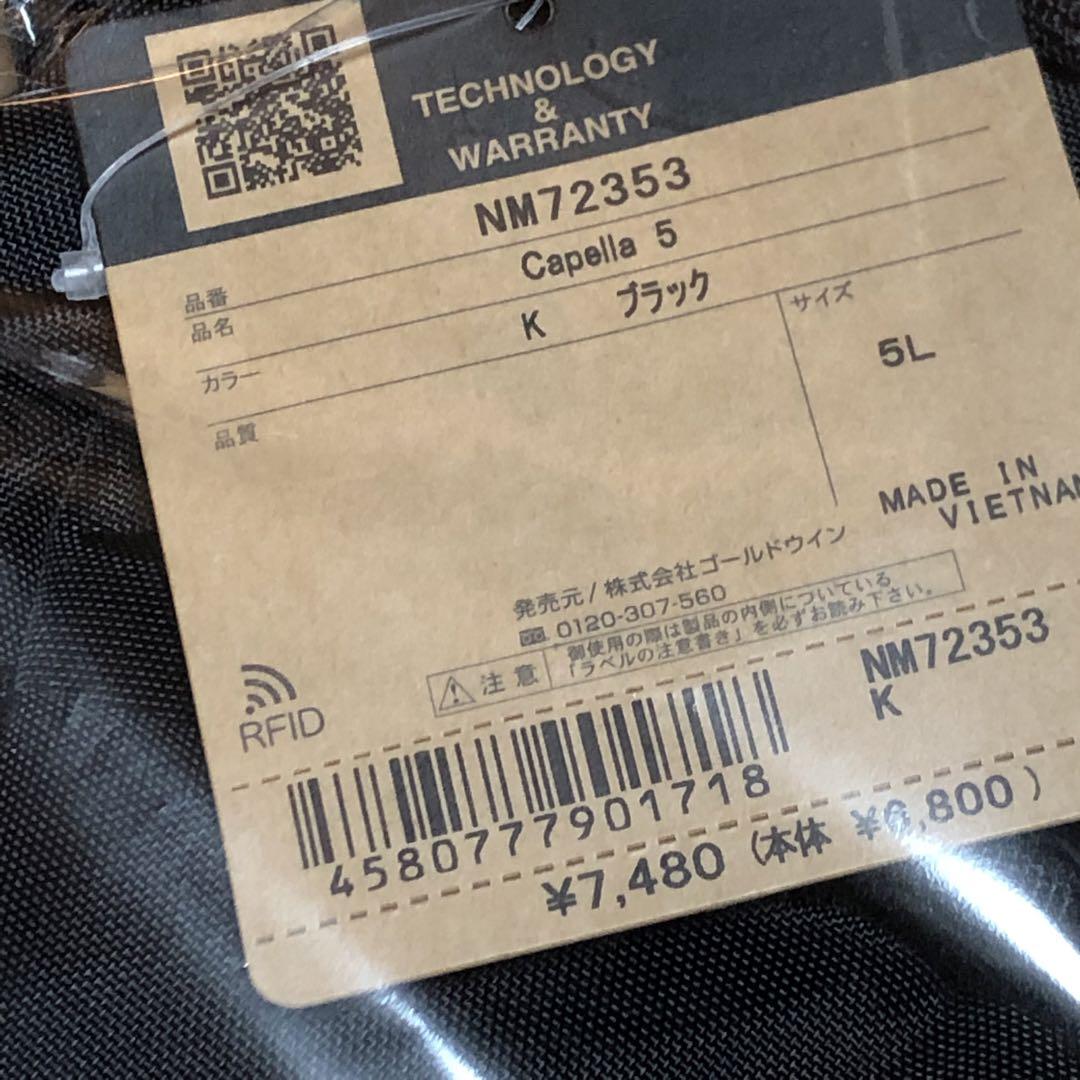 TECHNOLOGY
&
WARRANTY
品番 NM72353
品名 Capella 5
カラー K ブラック
品質
サイズ
5L
MADE IN
VIETNAM
発売元/株式会社ゴールドウイン
0120-307-560
注意
御使用の際は製品の内側についている
「ラベルの注意書き」を必ずお読み下さい。
RFID
NM72353
K
4580777901718
¥7,480 (本体 ¥6,800)